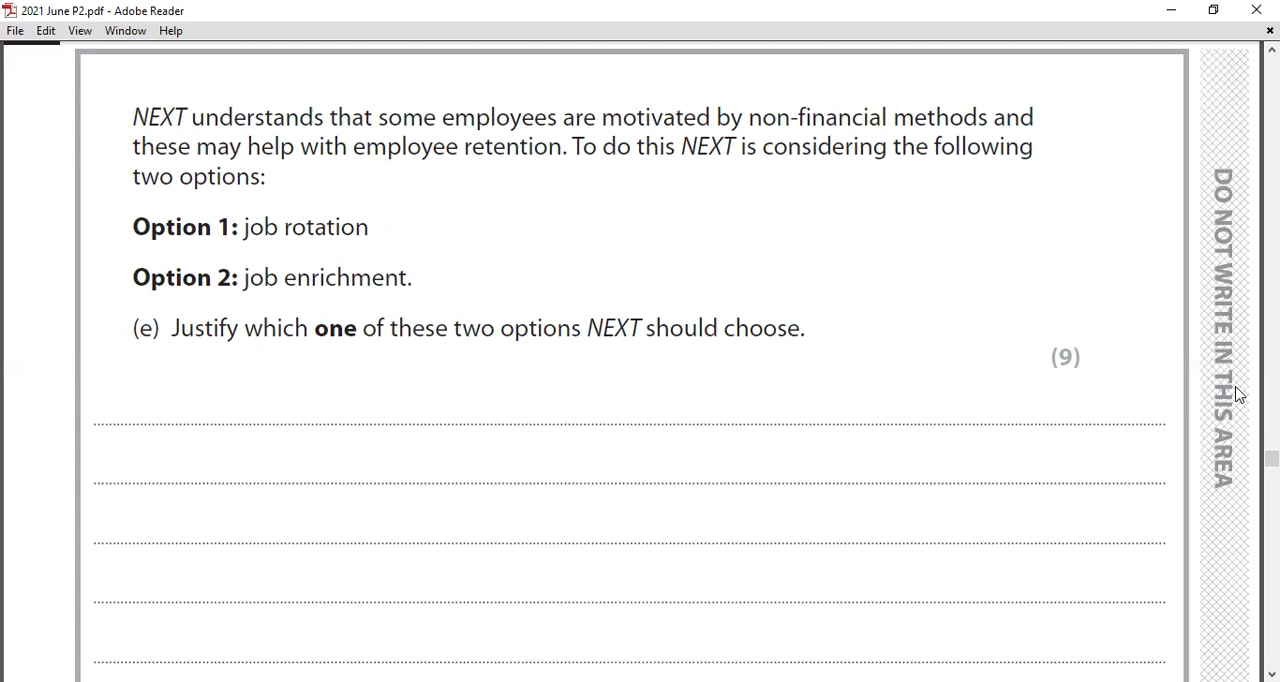 2021 June P2.pdf - Adobe Reader
File Edit View Window Help
NEXT understands that some employees are motivated by non-financial methods and
these may help with employee retention. To do this NEXT is considering the following
two options:
Option 1: job rotation
Option 2: job enrichment.
(e) Justify which one of these two options NEXT should choose.
(9)
DO NOT WRITE IN THIS AREA